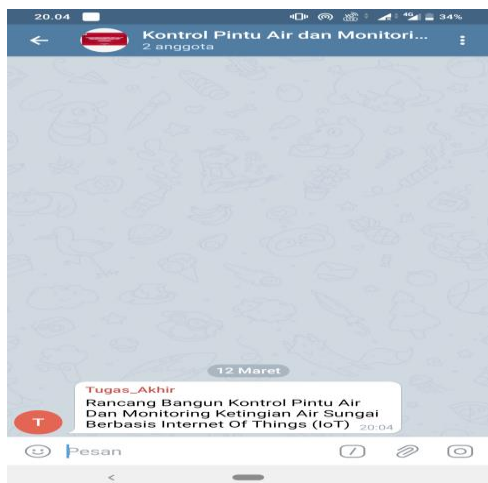 20.04
4G
34%
Kontrol Pintu Air dan Monitori...
2 anggota
12 Maret
Tugas_Akhir
Rancang Bangun Kontrol Pintu Air
Dan Monitoring Ketingian Air Sungai
Berbasis Internet Of Things (IoT) 20:04
T
Pesan